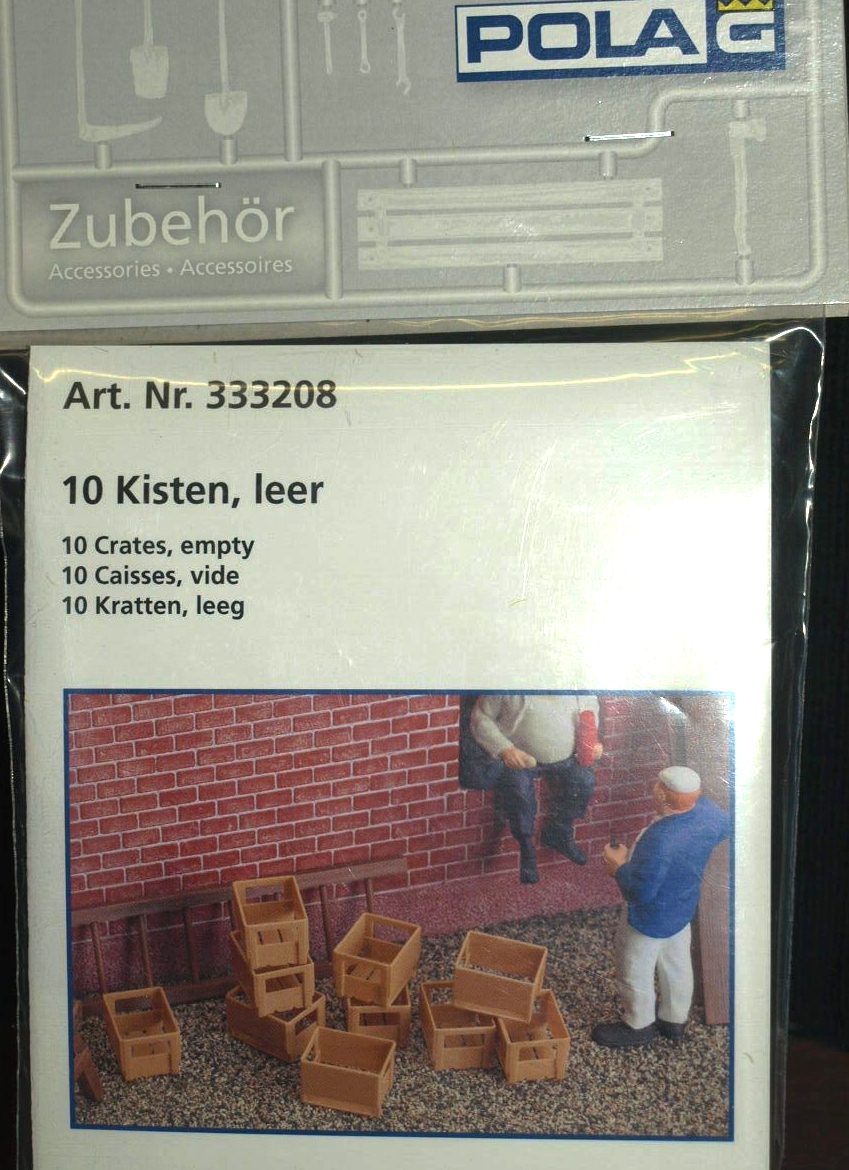 POLA G
Zubehör
Accessories • Accessoires
Art. Nr. 333208
10 Kisten, leer
10 Crates, empty
10 Caisses, vide
10 Kratten, leeg